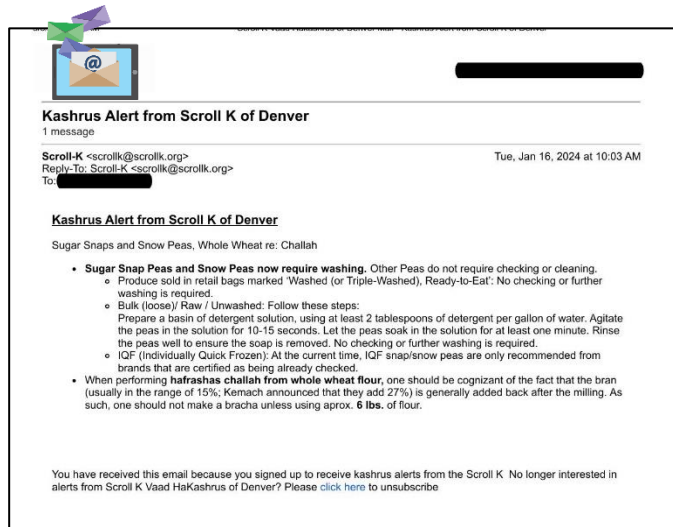 @
Kashrus Alert from Scroll K of Denver
1 message
Scroll-K <scrollk@scrollk.org> Tue, Jan 16, 2024 at 10:03 AM
Reply-To: Scroll-K <scrollk@scrollk.org>
To:
Kashrus Alert from Scroll K of Denver
Sugar Snaps and Snow Peas, Whole Wheat re: Challah
• Sugar Snap Peas and Snow Peas now require washing. Other Peas do not require checking or cleaning.
○ Produce sold in retail bags marked 'Washed (or Triple-Washed), Ready-to-Eat': No checking or further
washing is required.
○ Bulk (loose)/ Raw / Unwashed: Follow these steps:
Prepare a basin of detergent solution, using at least 2 tablespoons of detergent per gallon of water. Agitate
the peas in the solution for 10-15 seconds. Let the peas soak in the solution for at least one minute. Rinse
the peas well to ensure the soap is removed. No checking or further washing is required.
○ IQF (Individually Quick Frozen): At the current time, IQF snap/snow peas are only recommended from
brands that are certified as being already checked.
• When performing hafrashas challah from whole wheat flour, one should be cognizant of the fact that the bran
(usually in the range of 15%; Kemach announced that they add 27%) is generally added back after the milling. As
such, one should not make a bracha unless using aprox. 6 lbs. of flour.
You have received this email because you signed up to receive kashrus alerts from the Scroll K No longer interested in
alerts from Scroll K Vaad HaKashrus of Denver? Please click here to unsubscribe